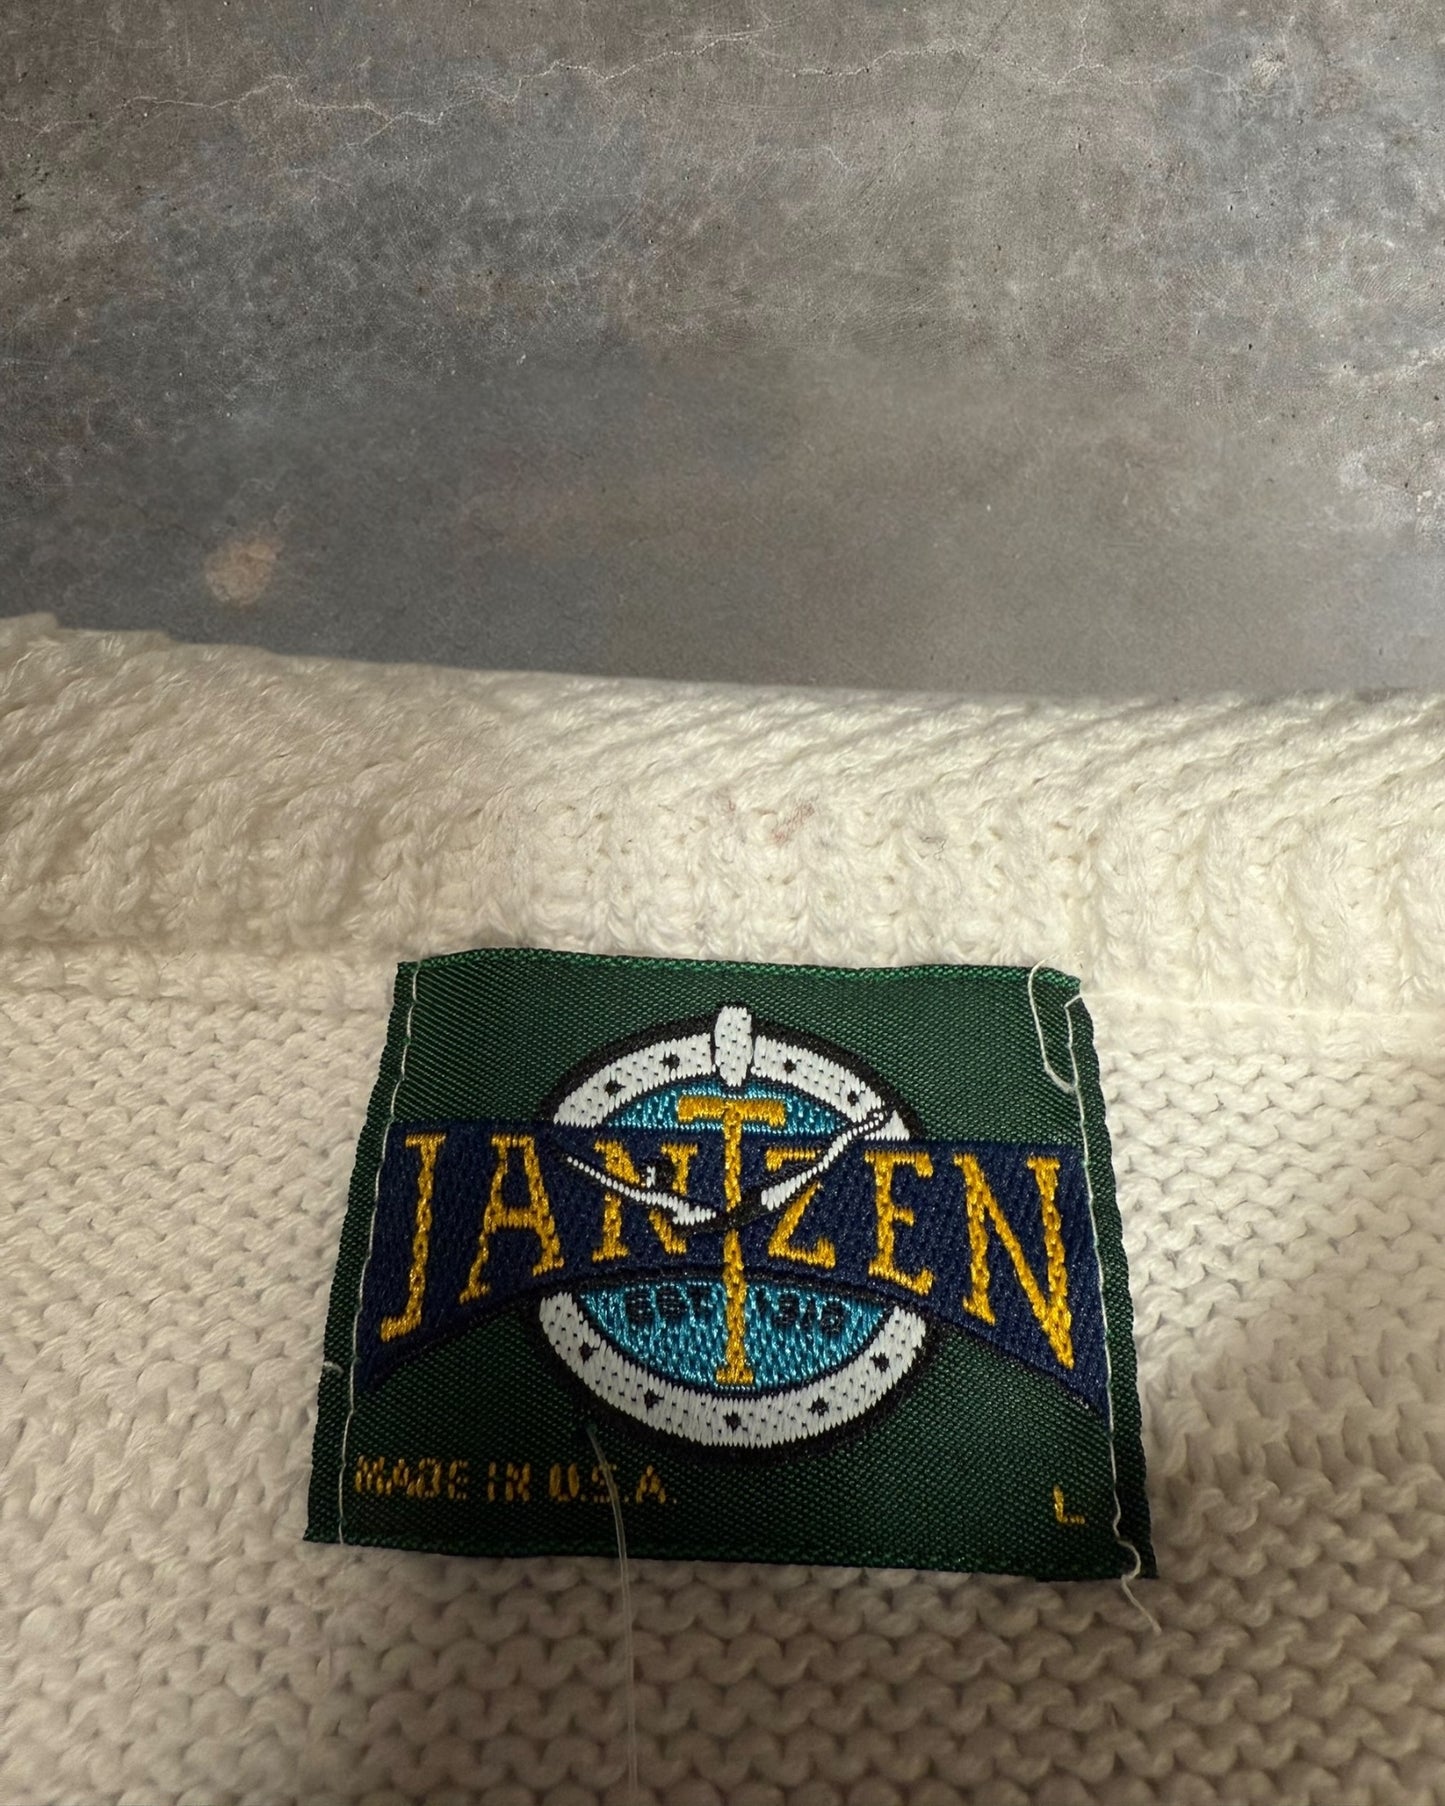 JANTZEN
EST. 1910
MADE IN U.S.A.
L